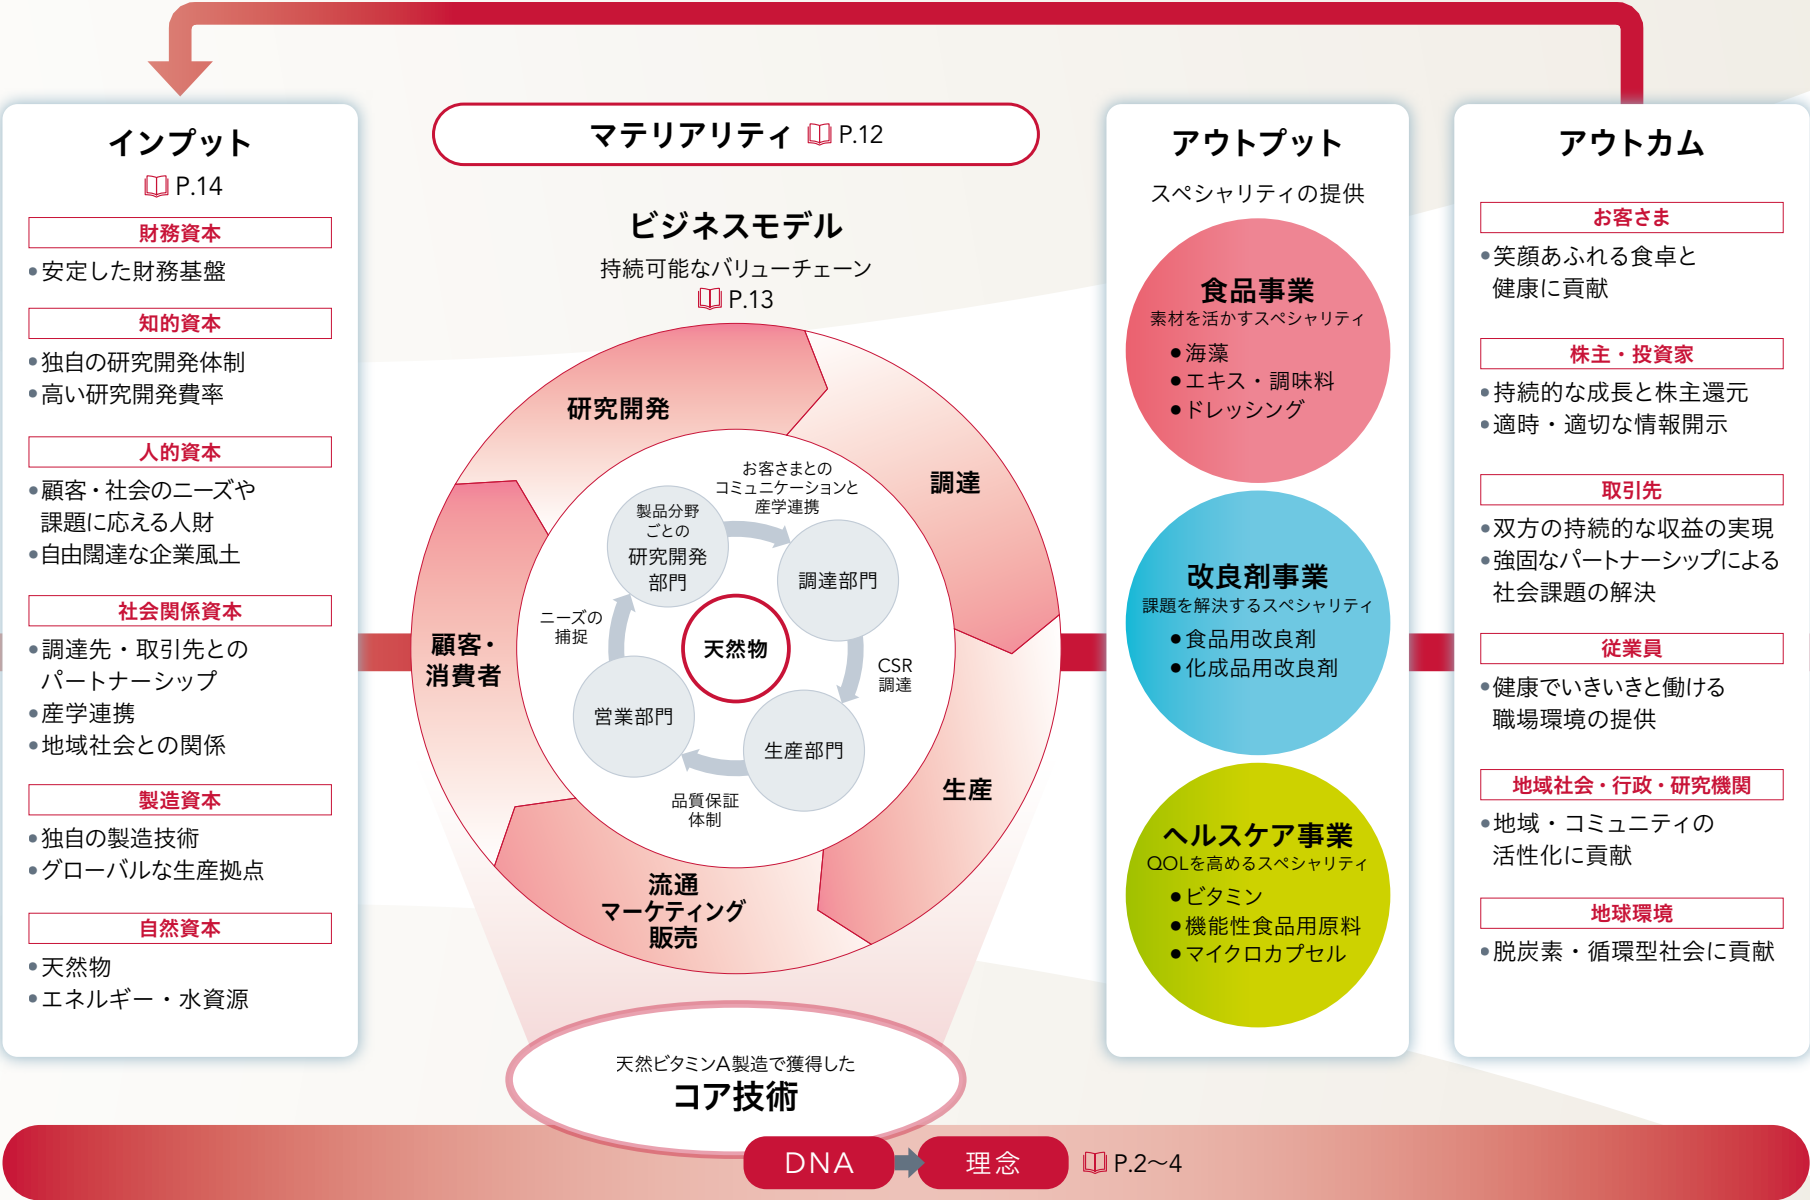 インプット
P.14
財務資本
•安定した財務基盤
知的資本
•独自の研究開発体制
•高い研究開発費率
人的資本
•顧客・社会のニーズや
課題に応える人財
•自由闊達な企業風土
社会関係資本
•調達先・取引先との
パートナーシップ
•産学連携
•地域社会との関係
製造資本
•独自の製造技術
•グローバルな生産拠点
自然資本
•天然物
•エネルギー・水資源
マテリアリティ P.12
ビジネスモデル
持続可能なバリューチェーン
P.13
研究開発
調達
生産
流通
マーケティング
販売
顧客・
消費者
製品分野
ごとの
研究開発
部門
お客さまとの
コミュニケーションと
産学連携
調達部門
CSR
調達
生産部門
品質保証
体制
営業部門
ニーズの
捕捉
天然物
天然ビタミンA製造で獲得した
コア技術
アウトプット
スペシャリティの提供
食品事業
素材を活かすスペシャリティ
•海藻
•エキス・調味料
•ドレッシング
改良剤事業
課題を解決するスペシャリティ
•食品用改良剤
•化成品用改良剤
ヘルスケア事業
QOLを高めるスペシャリティ
•ビタミン
•機能性食品用原料
•マイクロカプセル
アウトカム
お客さま
•笑顔あふれる食卓と
健康に貢献
株主・投資家
•持続的な成長と株主還元
•適時・適切な情報開示
取引先
•双方の持続的な収益の実現
•強固なパートナーシップによる
社会課題の解決
従業員
•健康でいきいきと働ける
職場環境の提供
地域社会・行政・研究機関
•地域・コミュニティの
活性化に貢献
地球環境
•脱炭素・循環型社会に貢献
DNA 理念 P.2〜4